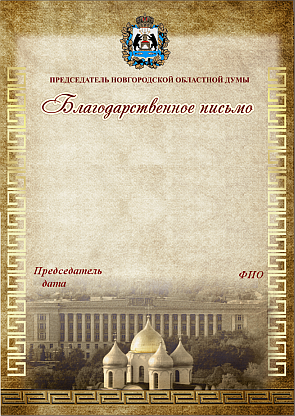 ПРЕДСЕДАТЕЛЬ НОВГОРОДСКОЙ ОБЛАСТНОЙ ДУМЫ
Благодарственное письмо
Председатель ФИО
дата